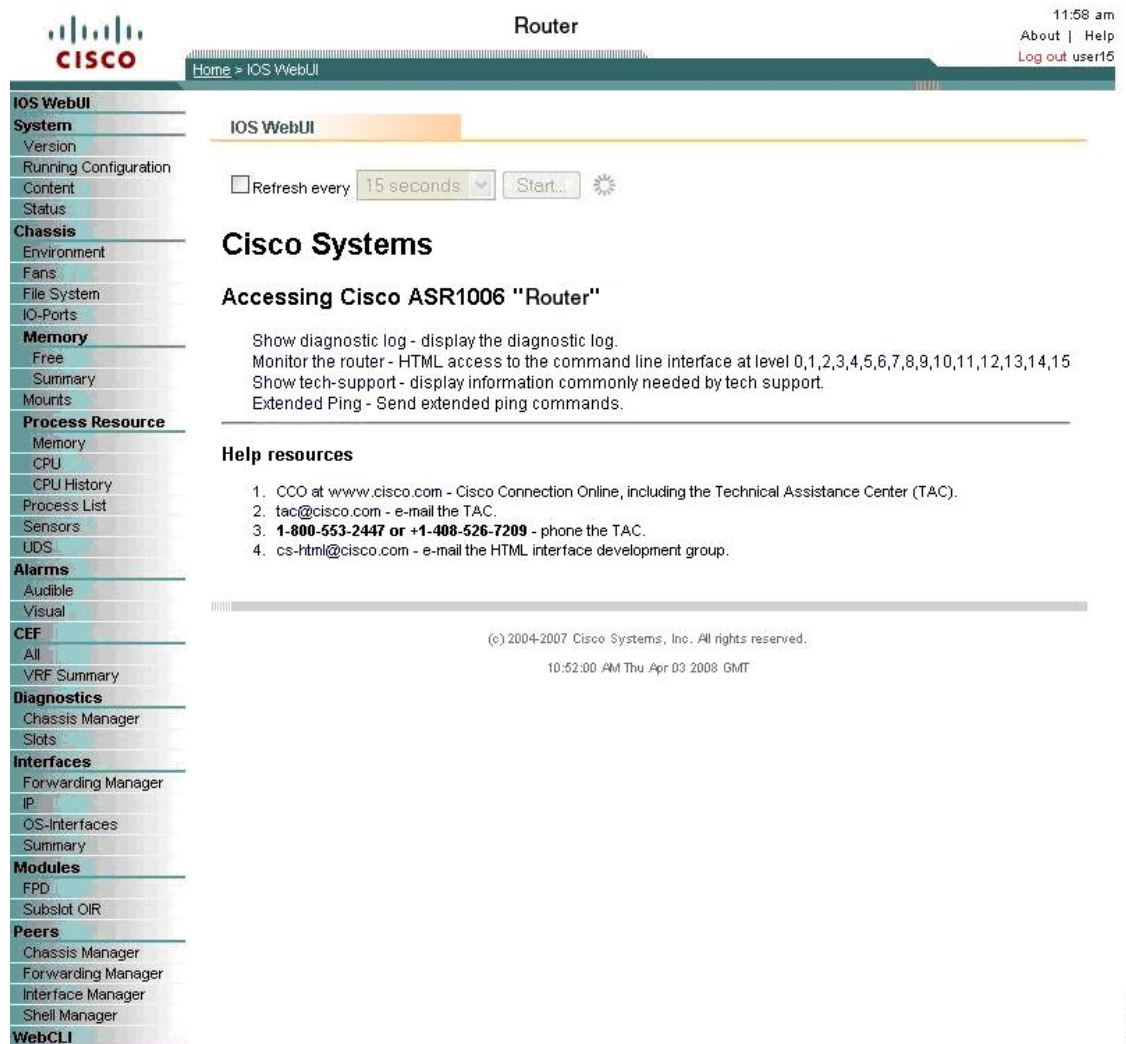 CISCO
Router
11:58 am
About | Help
Log out user15
Home > IOS WebUI
IOS WebUI
System
Version
Running Configuration
Content
Status
Chassis
Environment
Fans
File System
IO-Ports
Memory
Free
Summary
Mounts
Process Resource
Memory
CPU
CPU History
Process List
Sensors
UDS
Alarms
Audible
Visual
CEF
All
VRF Summary
Diagnostics
Chassis Manager
Slots
Interfaces
Forwarding Manager
IP
OS-Interfaces
Summary
Modules
FPD
Subslot OIR
Peers
Chassis Manager
Forwarding Manager
Interface Manager
Shell Manager
WebCLI
IOS WebUI
Refresh every 15 seconds Start...
Cisco Systems
Accessing Cisco ASR1006 "Router"
Show diagnostic log - display the diagnostic log.
Monitor the router - HTML access to the command line interface at level 0,1,2,3,4,5,6,7,8,9,10,11,12,13,14,15
Show tech-support - display information commonly needed by tech support.
Extended Ping - Send extended ping commands.
Help resources
1. CCO at www.cisco.com - Cisco Connection Online, including the Technical Assistance Center (TAC).
2. tac@cisco.com - e-mail the TAC.
3. 1-800-553-2447 or +1-408-526-7209 - phone the TAC.
4. cs-html@cisco.com - e-mail the HTML interface development group.
(c) 2004-2007 Cisco Systems, Inc. All rights reserved.
10:52:00 AM Thu Apr 03 2008 GMT